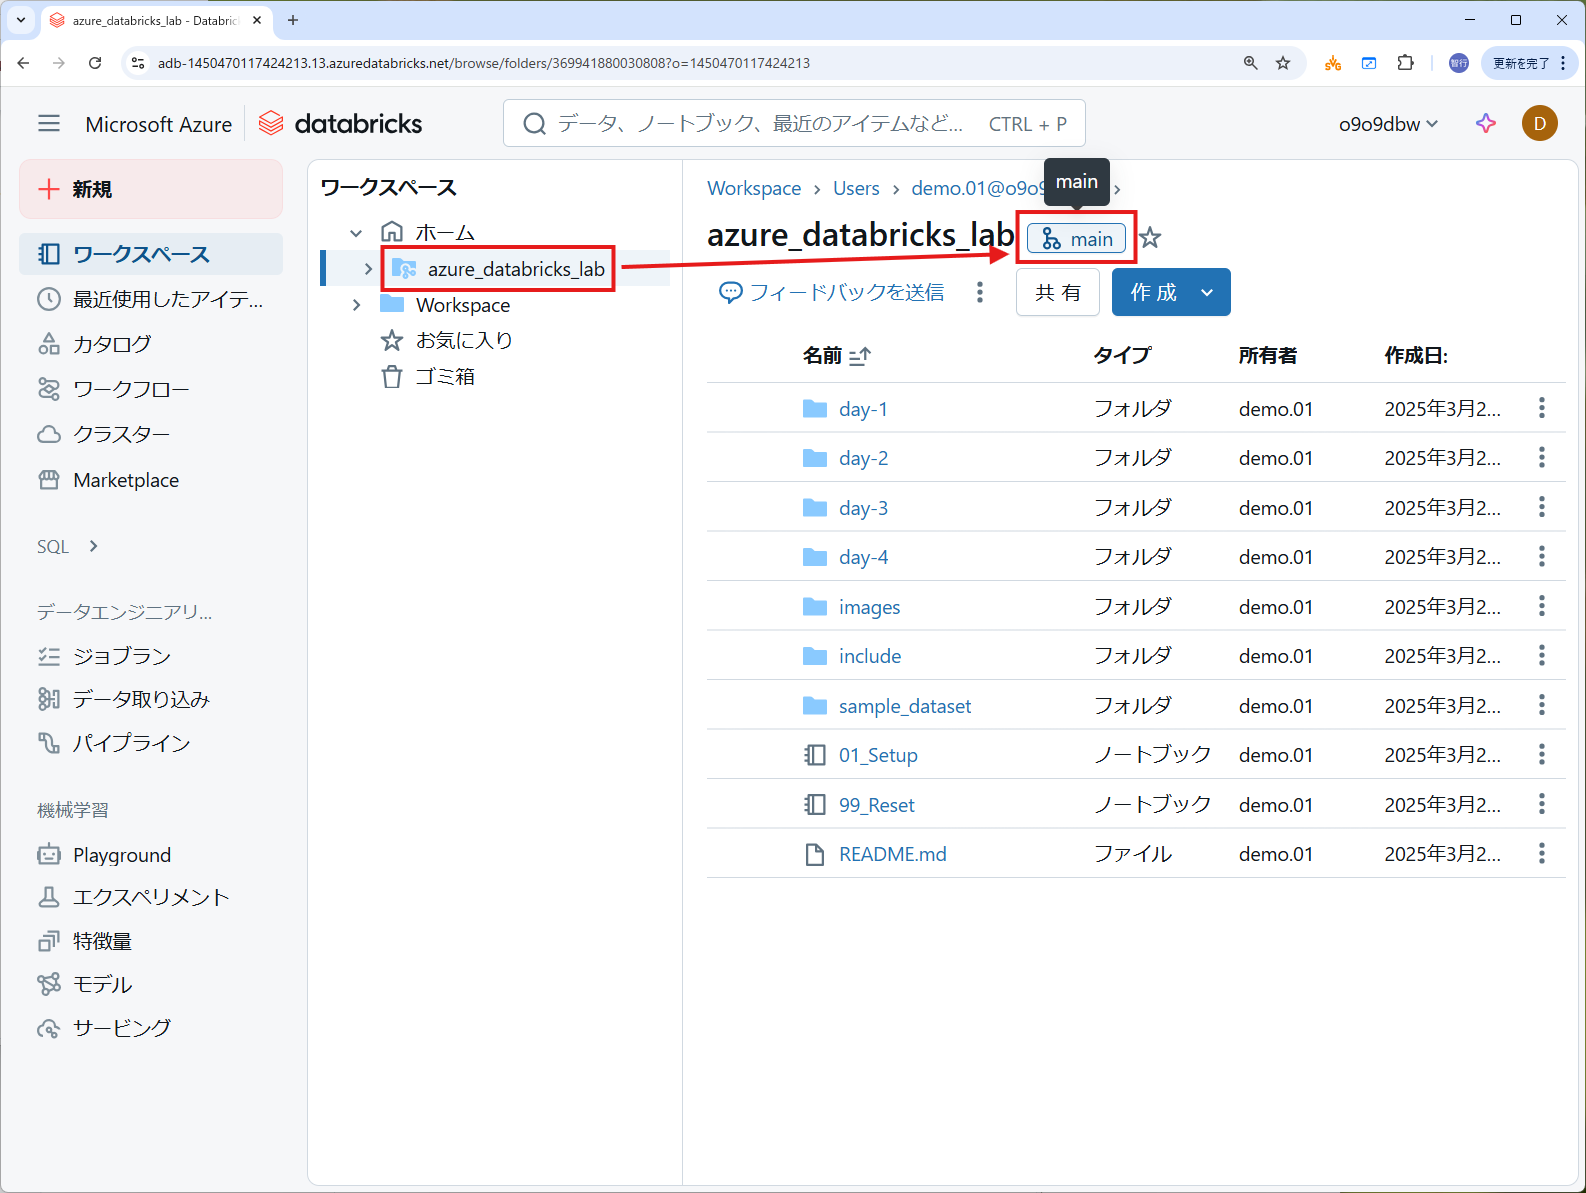 azure_databricks_lab - Databric
adb-1450470117424213.13.azuredatabricks.net/browse/folders/3699418800308​08?o=1450470117424213
智行
更新を完了
Microsoft Azure
databricks
データ、ノートブック、最近のアイテムなど... CTRL + P
o9o9dbw
D
新規
ワークスペース
最近使用したアイテ...
カタログ
ワークフロー
クラスター
Marketplace
SQL
データエンジニアリ...
ジョブラン
データ取り込み
パイプライン
機械学習
Playground
エクスペリメント
特徴量
モデル
サービング
ワークスペース
ホーム
azure_databricks_lab
Workspace
お気に入り
ゴミ箱
main
Workspace › Users › demo.01@o9o9 ›
azure_databricks_lab main
フィードバックを送信 共 有 作 成
名前 タイプ 所有者 作成日:
day-1 フォルダ demo.01 2025年3月2...
day-2 フォルダ demo.01 2025年3月2...
day-3 フォルダ demo.01 2025年3月2...
day-4 フォルダ demo.01 2025年3月2...
images フォルダ demo.01 2025年3月2...
include フォルダ demo.01 2025年3月2...
sample_dataset フォルダ demo.01 2025年3月2...
01_Setup ノートブック demo.01 2025年3月2...
99_Reset ノートブック demo.01 2025年3月2...
README.md ファイル demo.01 2025年3月2...